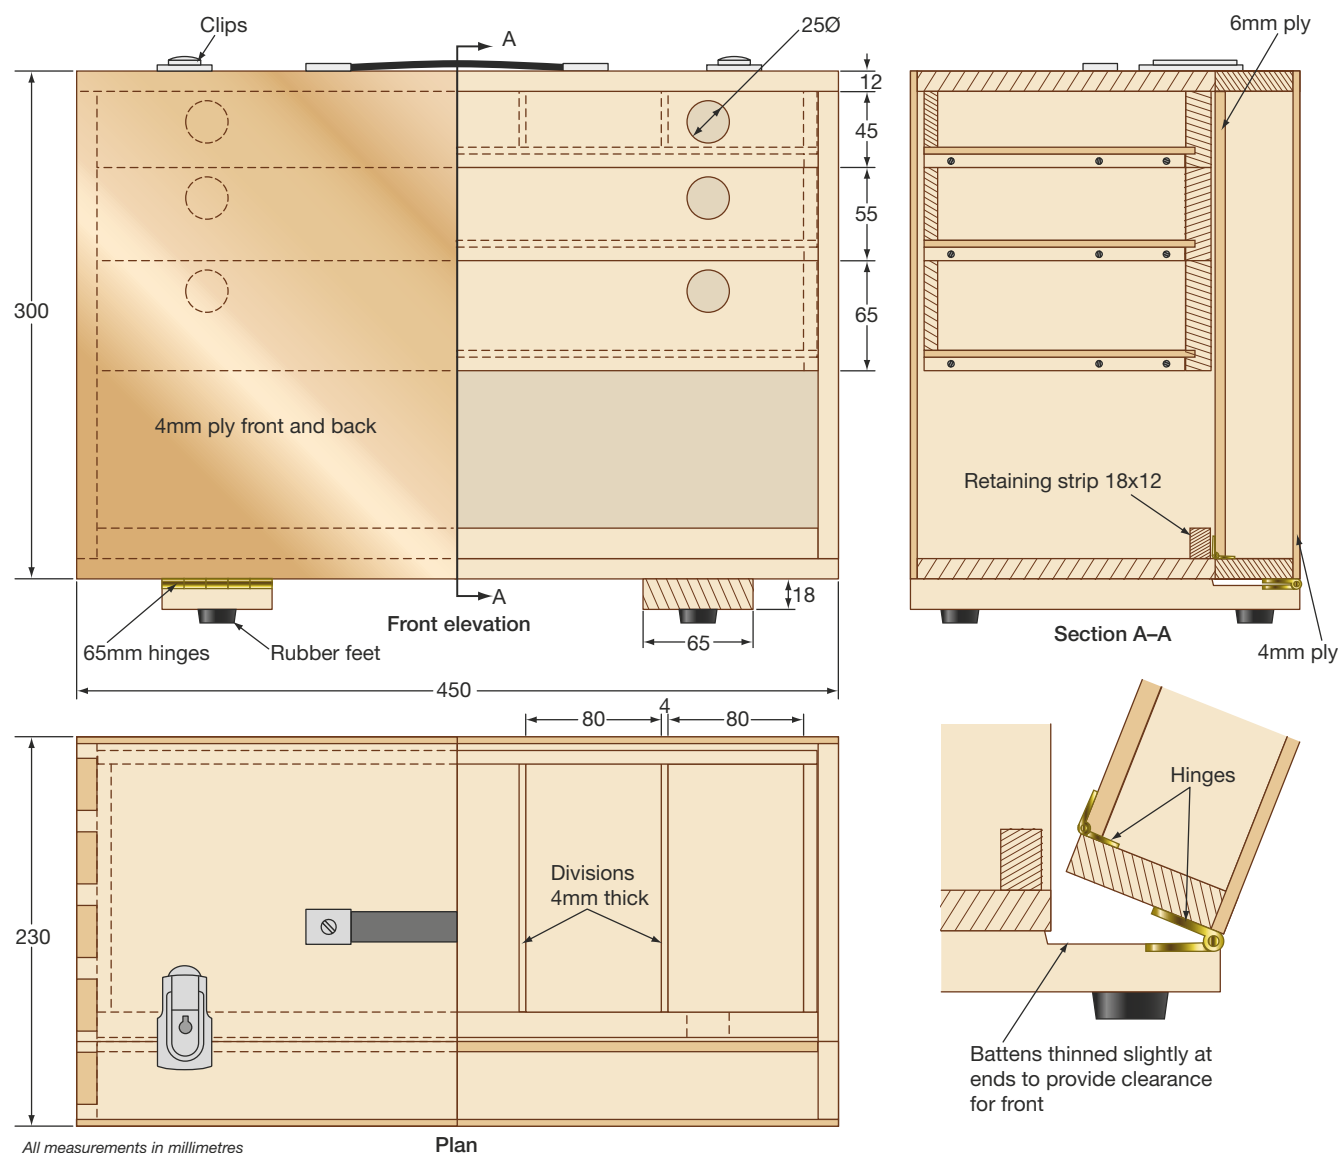 Clips
A
25Ø
6mm ply
12
45
55
300
65
4mm ply front and back
Retaining strip 18x12
A
18
Front elevation
65mm hinges
Rubber feet
65
Section A–A
4mm ply
450
4
80
80
Hinges
Divisions
4mm thick
230
Battens thinned slightly at
ends to provide clearance
for front
All measurements in millimetres
Plan